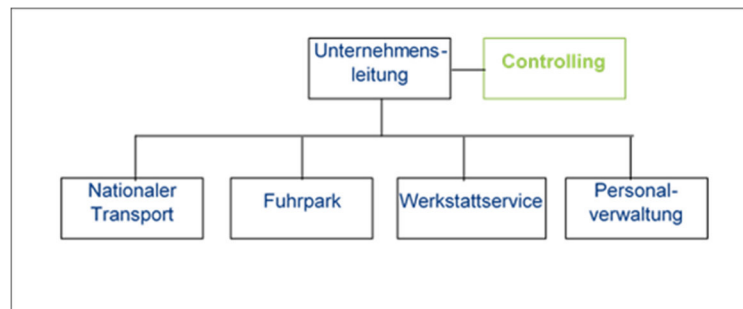 Unternehmens-
leitung
Controlling
Nationaler
Transport
Fuhrpark
Werkstattservice
Personal-
verwaltung